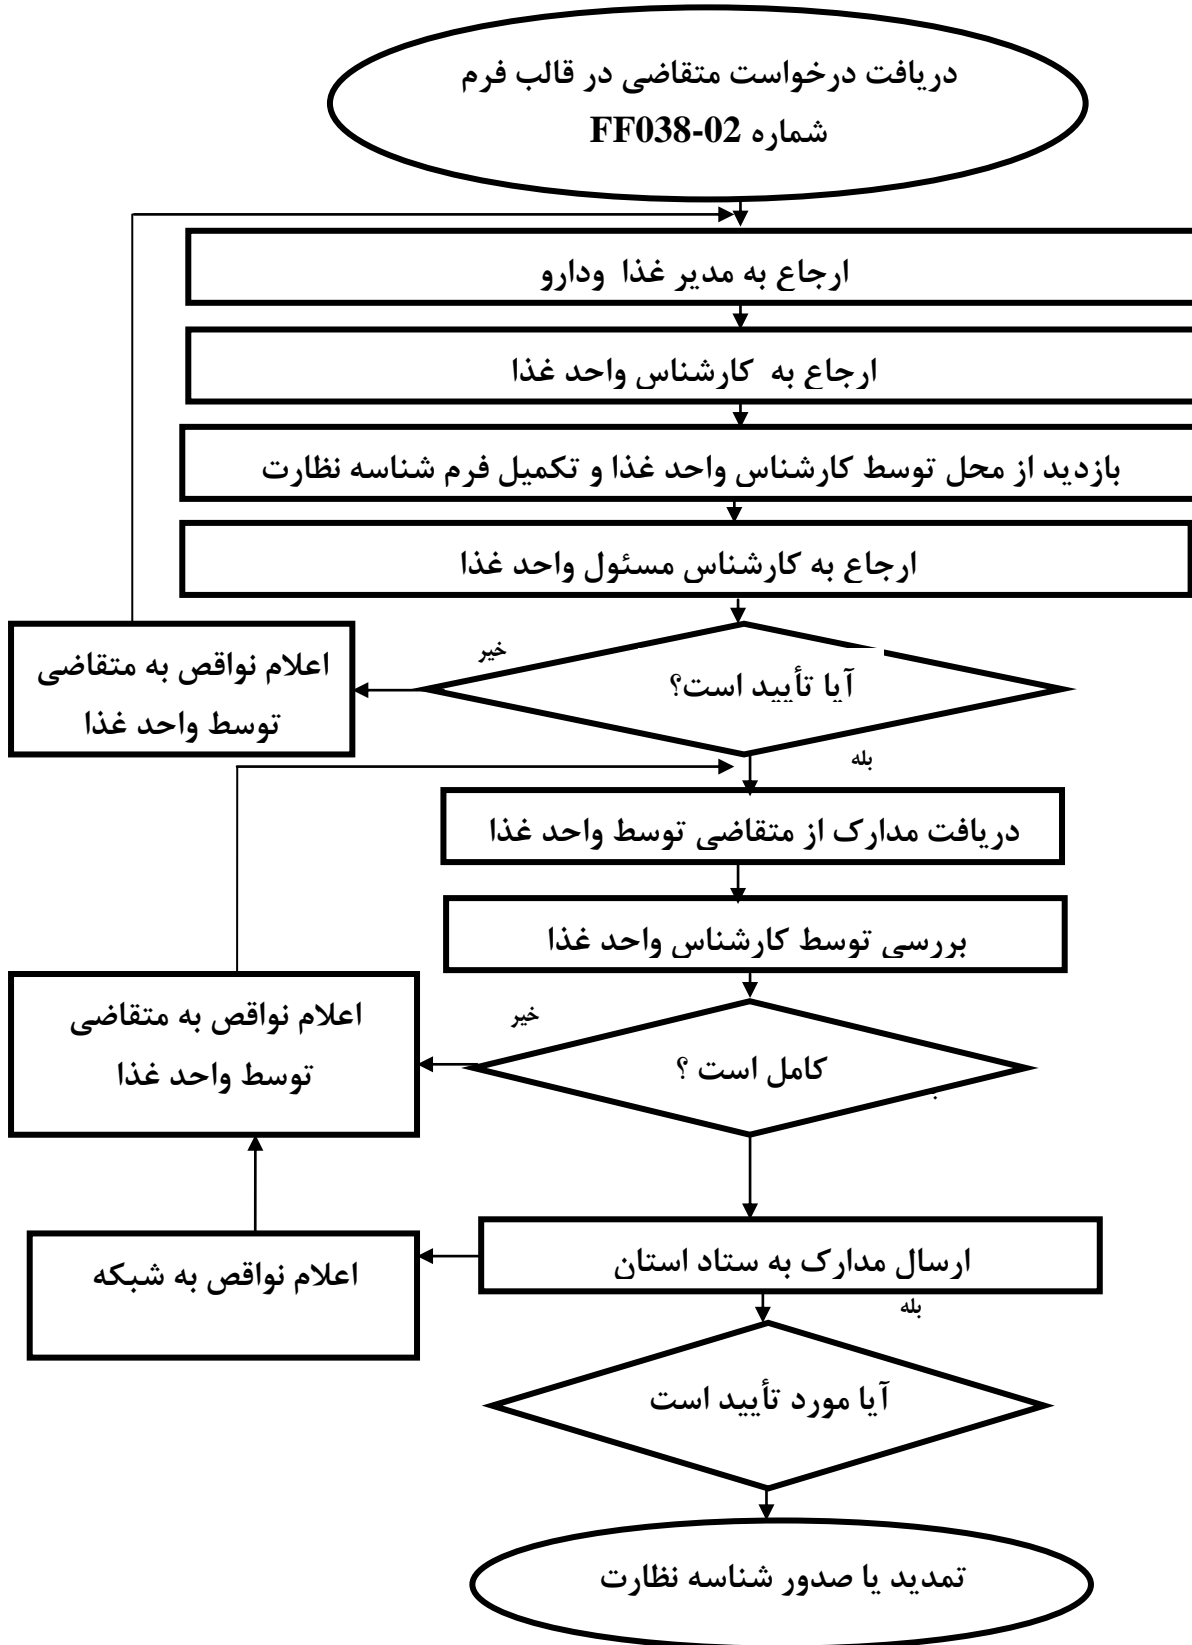 دریافت درخواست متقاضی در قالب فرم
شماره FF038-02
ارجاع به مدیر غذا ودارو
ارجاع به کارشناس واحد غذا
بازدید از محل توسط کارشناس واحد غذا و تکمیل فرم شناسه نظارت
ارجاع به کارشناس مسئول واحد غذا
آیا تأیید است؟
خیر
اعلام نواقص به متقاضی
توسط واحد غذا
بله
دریافت مدارک از متقاضی توسط واحد غذا
بررسی توسط کارشناس واحد غذا
کامل است ؟
خیر
اعلام نواقص به متقاضی
توسط واحد غذا
ارسال مدارک به ستاد استان
اعلام نواقص به شبکه
بله
آیا مورد تأیید است
تمدید یا صدور شناسه نظارت